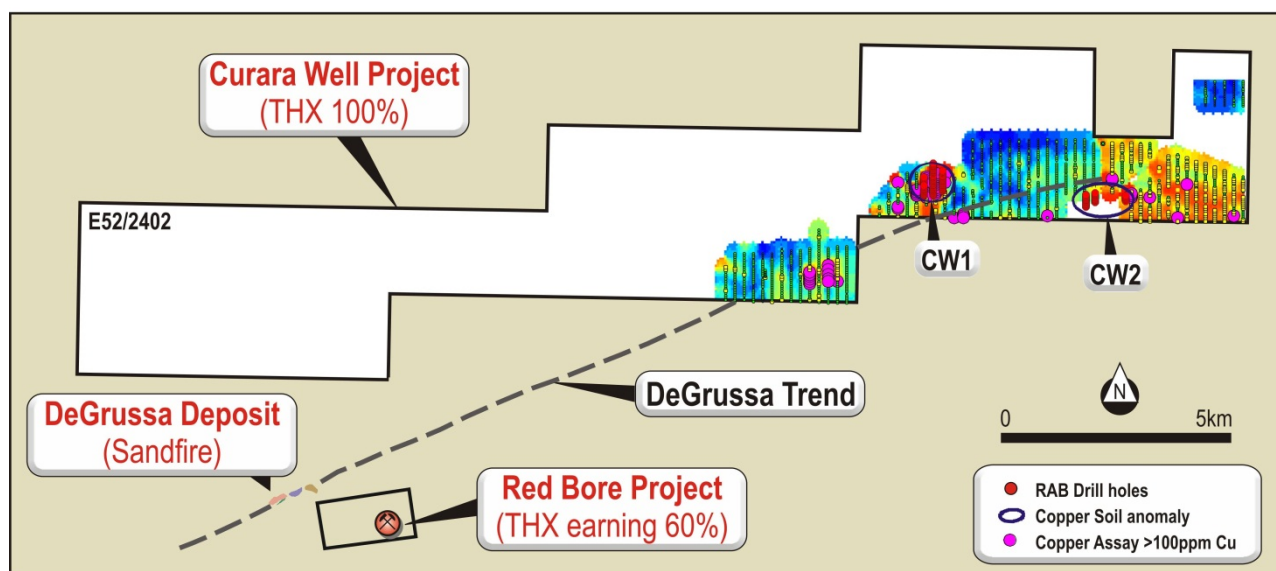 Curara Well Project
(THX 100%)
E52/2402
CW1
CW2
DeGrussa Trend
N
0 5km
DeGrussa Deposit
(Sandfire)
Red Bore Project
(THX earning 60%)
RAB Drill holes
Copper Soil anomaly
Copper Assay >100ppm Cu